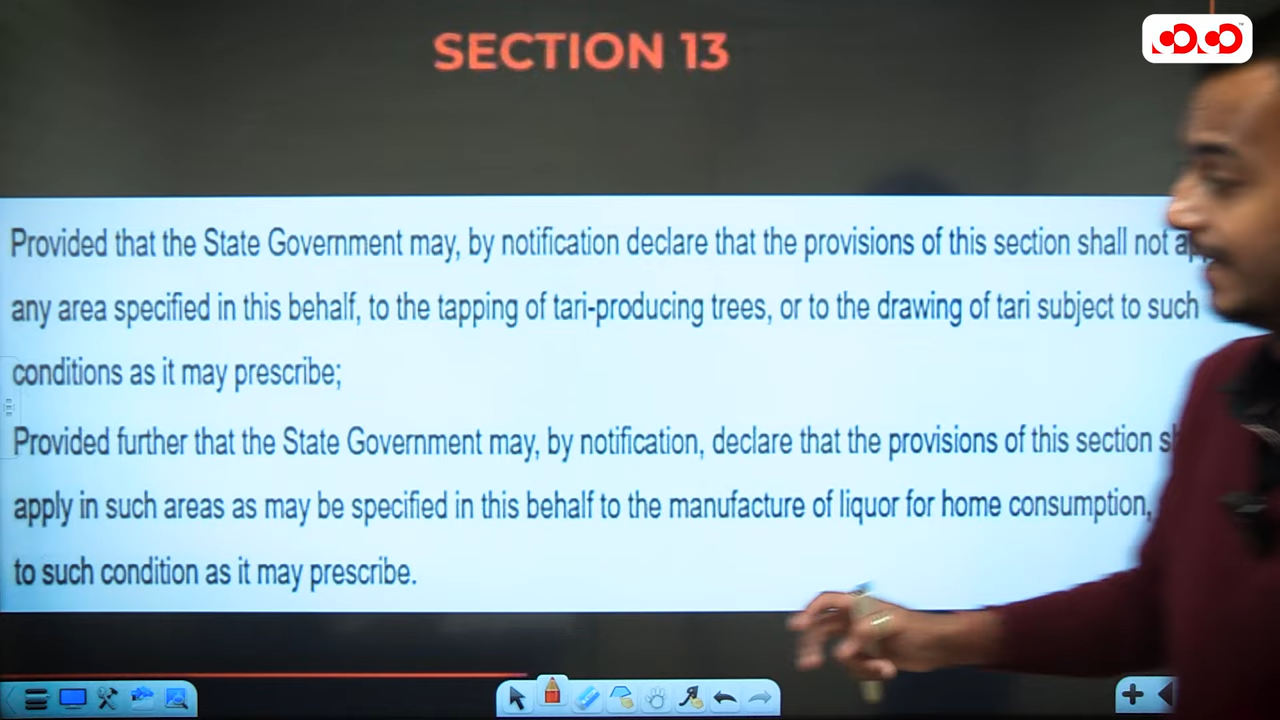 SECTION 13
Provided that the State Government may, by notification declare that the provisions of this section shall not
any area specified in this behalf, to the tapping of tari-producing trees, or to the drawing of tari subject to such
conditions as it may prescribe;
Provided further that the State Government may, by notification, declare that the provisions of this section
apply in such areas as may be specified in this behalf to the manufacture of liquor for home consumption,
to such condition as it may prescribe.